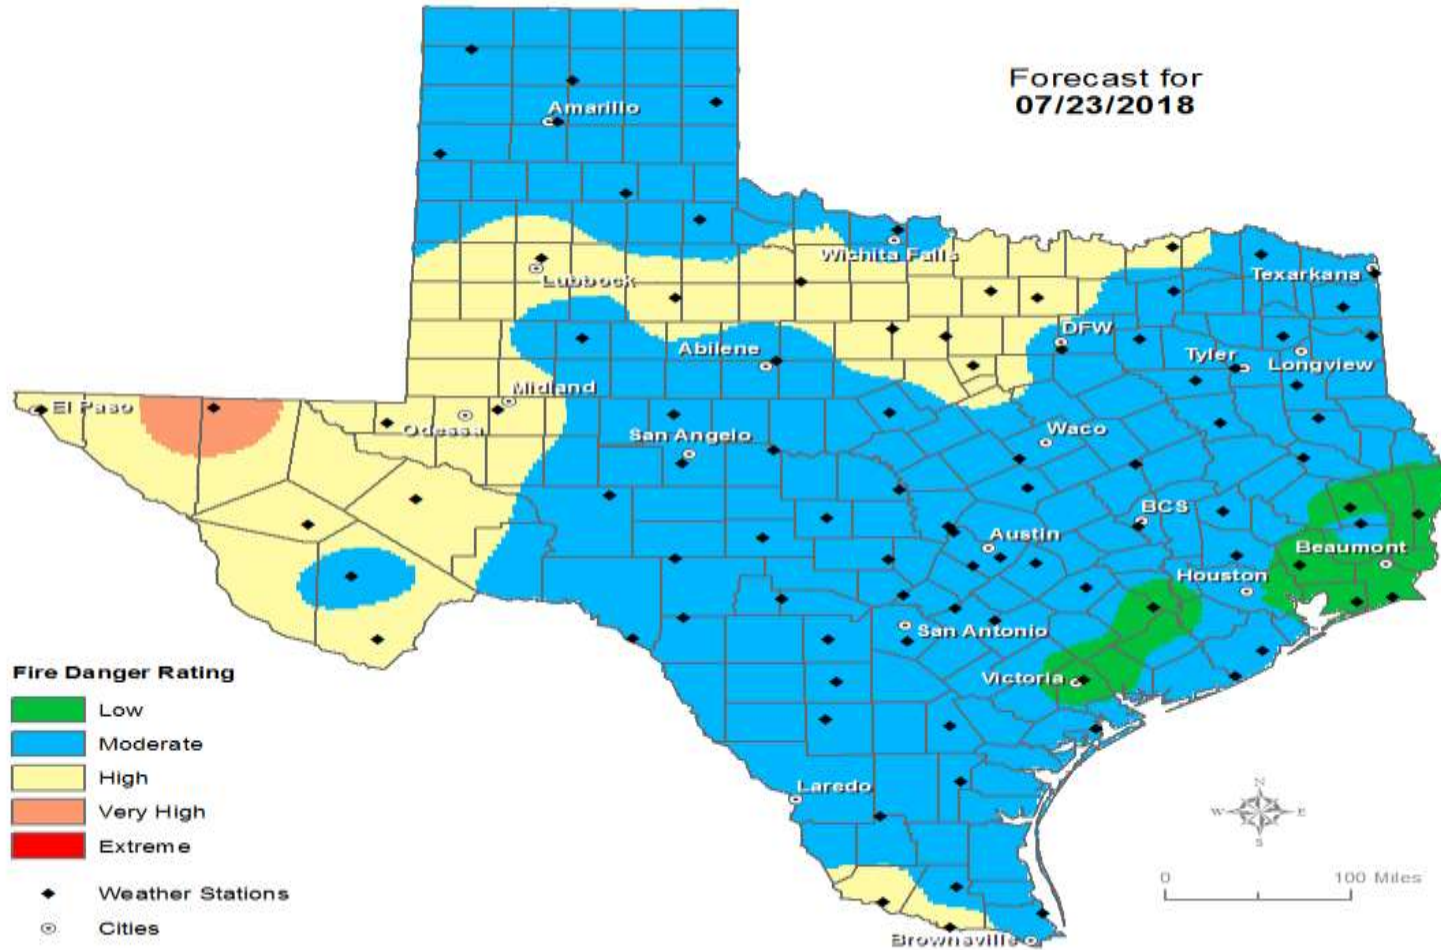 Forecast for
07/23/2018
Amarillo
Wichita Falls
Lubbock
Texarkana
DFW
Abilene
Tyler
Longview
Midland
El Paso
Odessa
San Angelo
Waco
BCS
Austin
Beaumont
Houston
San Antonio
Victoria
Laredo
Brownsville
Fire Danger Rating
Low
Moderate
High
Very High
Extreme
Weather Stations
Cities
N
W
E
S
0
100 Miles